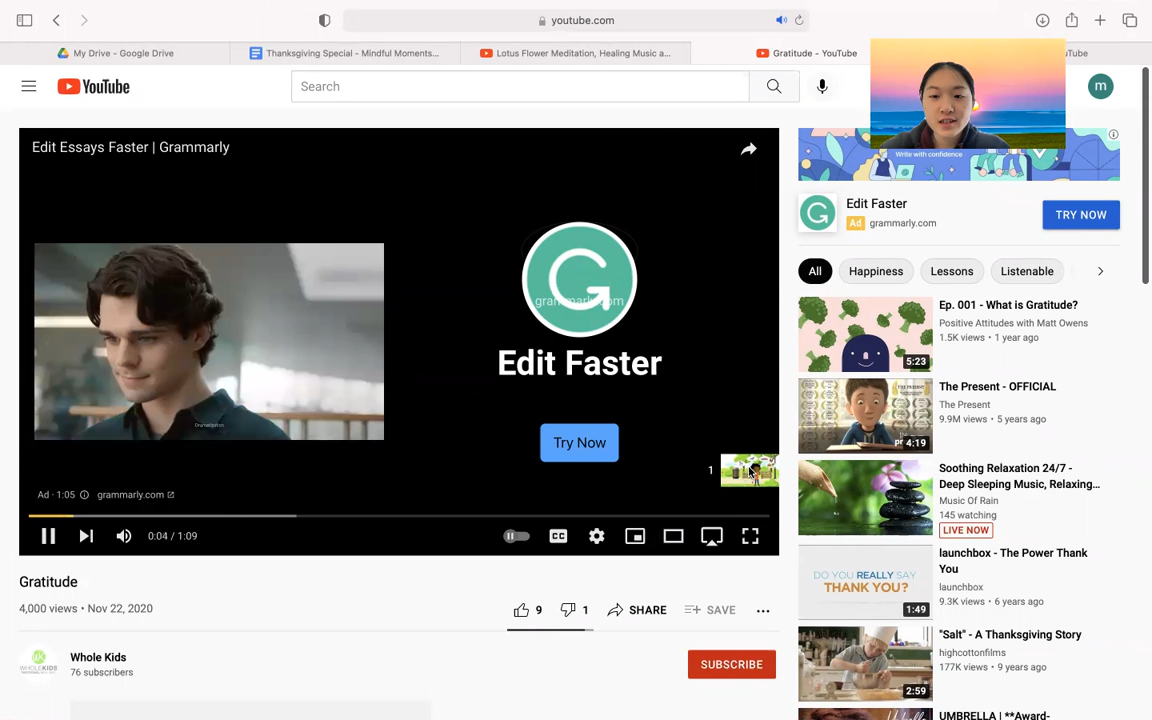 youtube.com
My Drive - Google Drive
Thanksgiving Special - Mindful Moments...
Lotus Flower Meditation, Healing Music a...
Gratitude - YouTube
uTube
YouTube
Search
m
Edit Essays Faster | Grammarly
grammarly.com
Edit Faster
Try Now
Dramatization
1
Ad · 1:05
grammarly.com
0:04 / 1:09
CC
Gratitude
4,000 views • Nov 22, 2020
9
1
SHARE
SAVE
Whole Kids
76 subscribers
SUBSCRIBE
Write with confidence
Edit Faster
Ad grammarly.com
TRY NOW
All
Happiness
Lessons
Listenable
Ep. 001 - What is Gratitude?
Positive Attitudes with Matt Owens
1.5K views • 1 year ago
5:23
The Present - OFFICIAL
The Present
9.9M views • 5 years ago
4:19
Soothing Relaxation 24/7 -
Deep Sleeping Music, Relaxing...
Music Of Rain
145 watching
LIVE NOW
launchbox - The Power Thank
You
launchbox
9.3K views • 6 years ago
DO YOU REALLY SAY
THANK YOU?
1:49
"Salt" - A Thanksgiving Story
highcottonfilms
177K views • 9 years ago
2:59
UMBRELLA | **Award-